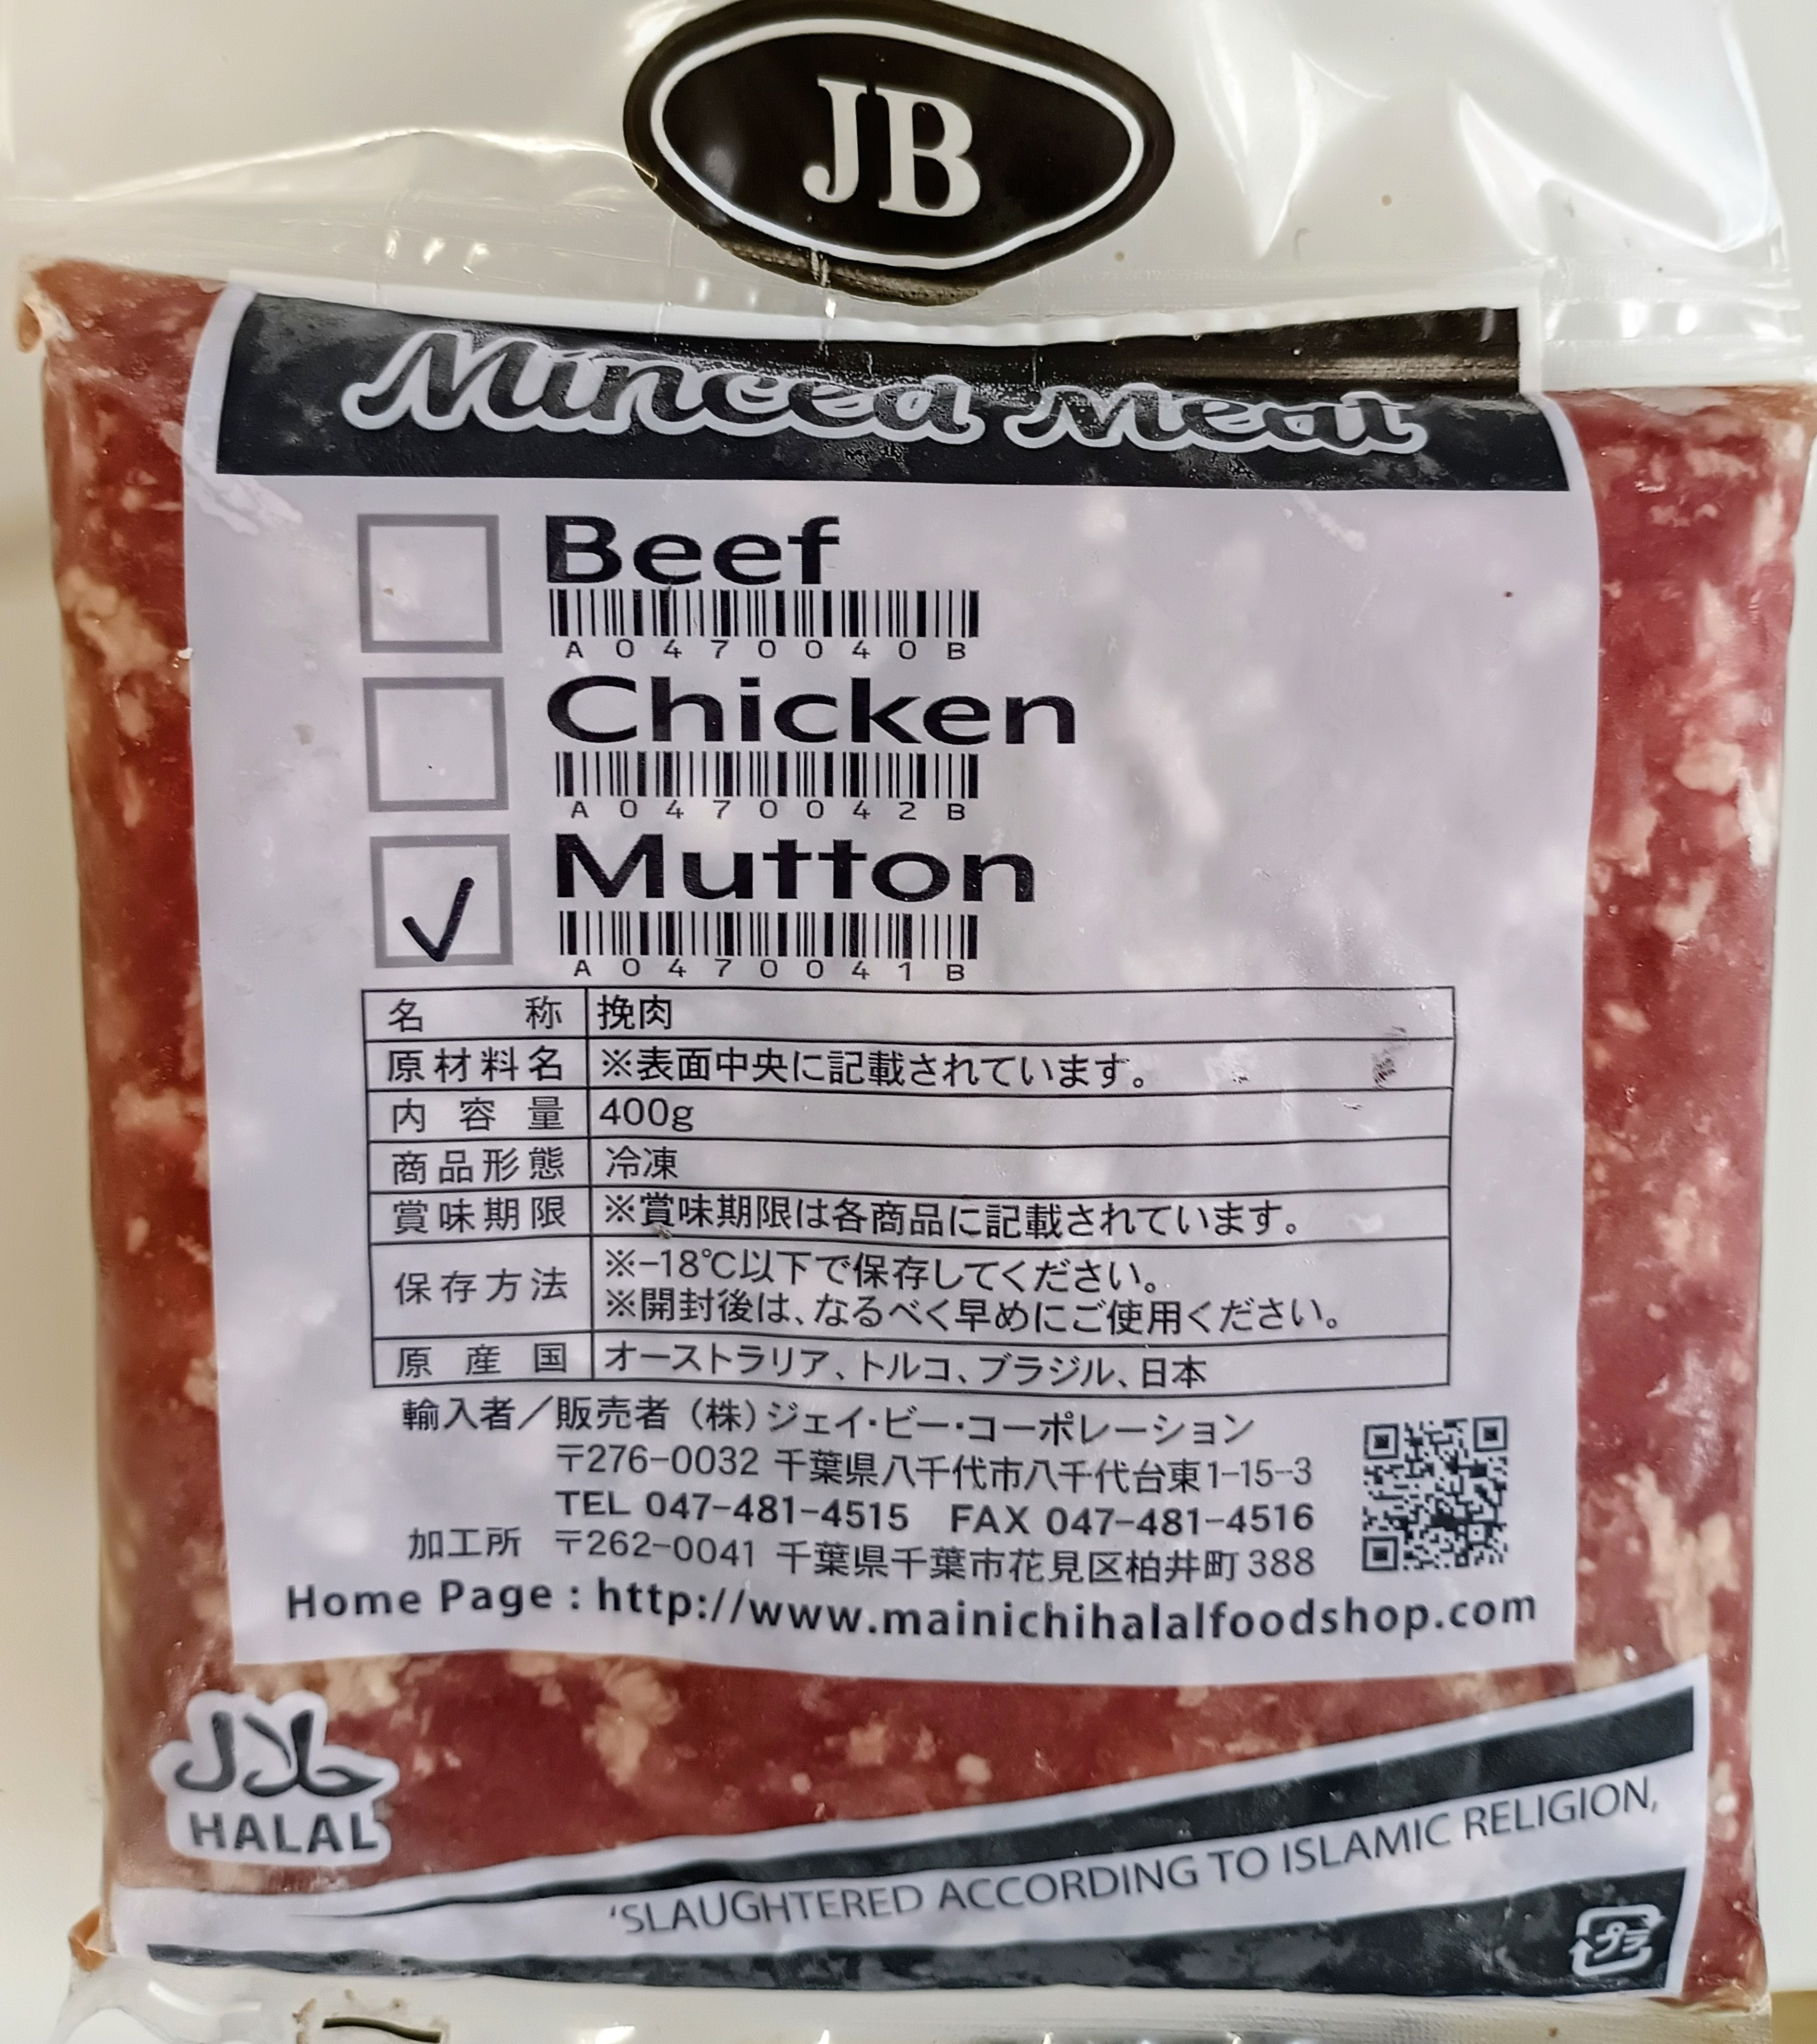 JB
Minced Meat
Beef
A0470040B
Chicken
A0470042B
Mutton
A0470041B
名称 挽肉
原材料名 ※表面中央に記載されています。
内容量 400g
商品形態 冷凍
賞味期限 ※賞味期限は各商品に記載されています。
保存方法 ※-18℃以下で保存してください。
※開封後は、なるべく早めにご使用ください。
原産国 オーストラリア、トルコ、ブラジル、日本
輸入者／販売者 (株)ジェイ・ビー・コーポレーション
〒276-0032 千葉県八千代市八千代台東1-15-3
TEL 047-481-4515 FAX 047-481-4516
加工所 〒262-0041 千葉県千葉市花見区柏井町388
Home Page : http://www.mainichihalalfoodshop.com
حلال
HALAL
‘SLAUGHTERED ACCORDING TO ISLAMIC RELIGION,
プラ